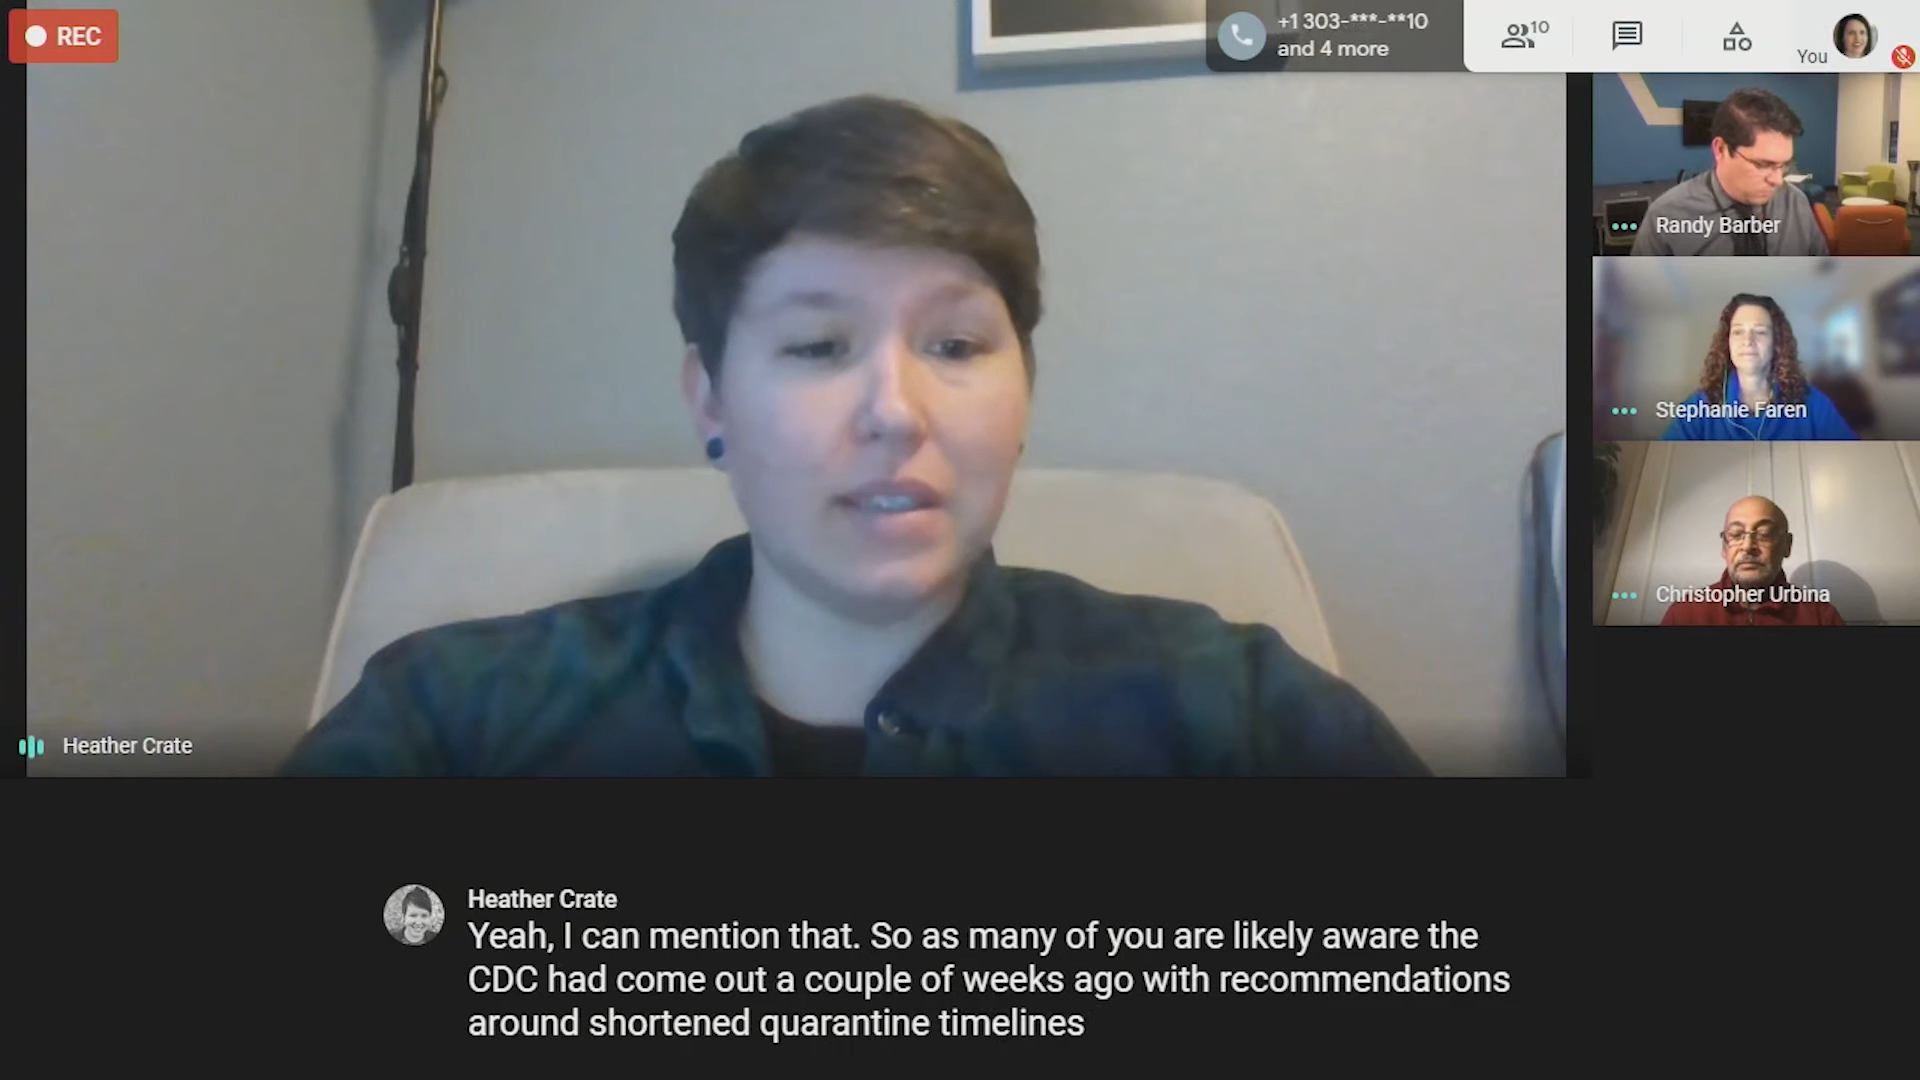 REC
+1 303-***-**10
and 4 more
10
You
Randy Barber
Stephanie Faren
Christopher Urbina
Heather Crate
Heather Crate
Yeah, I can mention that. So as many of you are likely aware the
CDC had come out a couple of weeks ago with recommendations
around shortened quarantine timelines